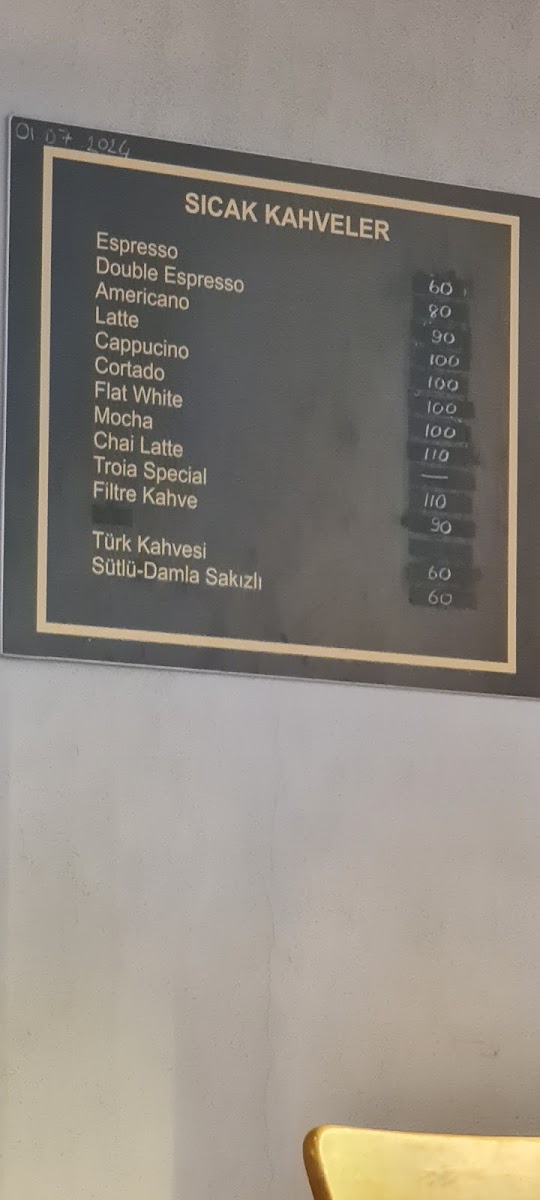 01.07 2024
SICAK KAHVELER
Espresso 60
Double Espresso 80
Americano 90
Latte 100
Cappucino 100
Cortado 100
Flat White 100
Mocha 110
Chai Latte —
Troia Special 110
Filtre Kahve 90
Türk Kahvesi 60
Sütlü-Damla Sakızlı 60